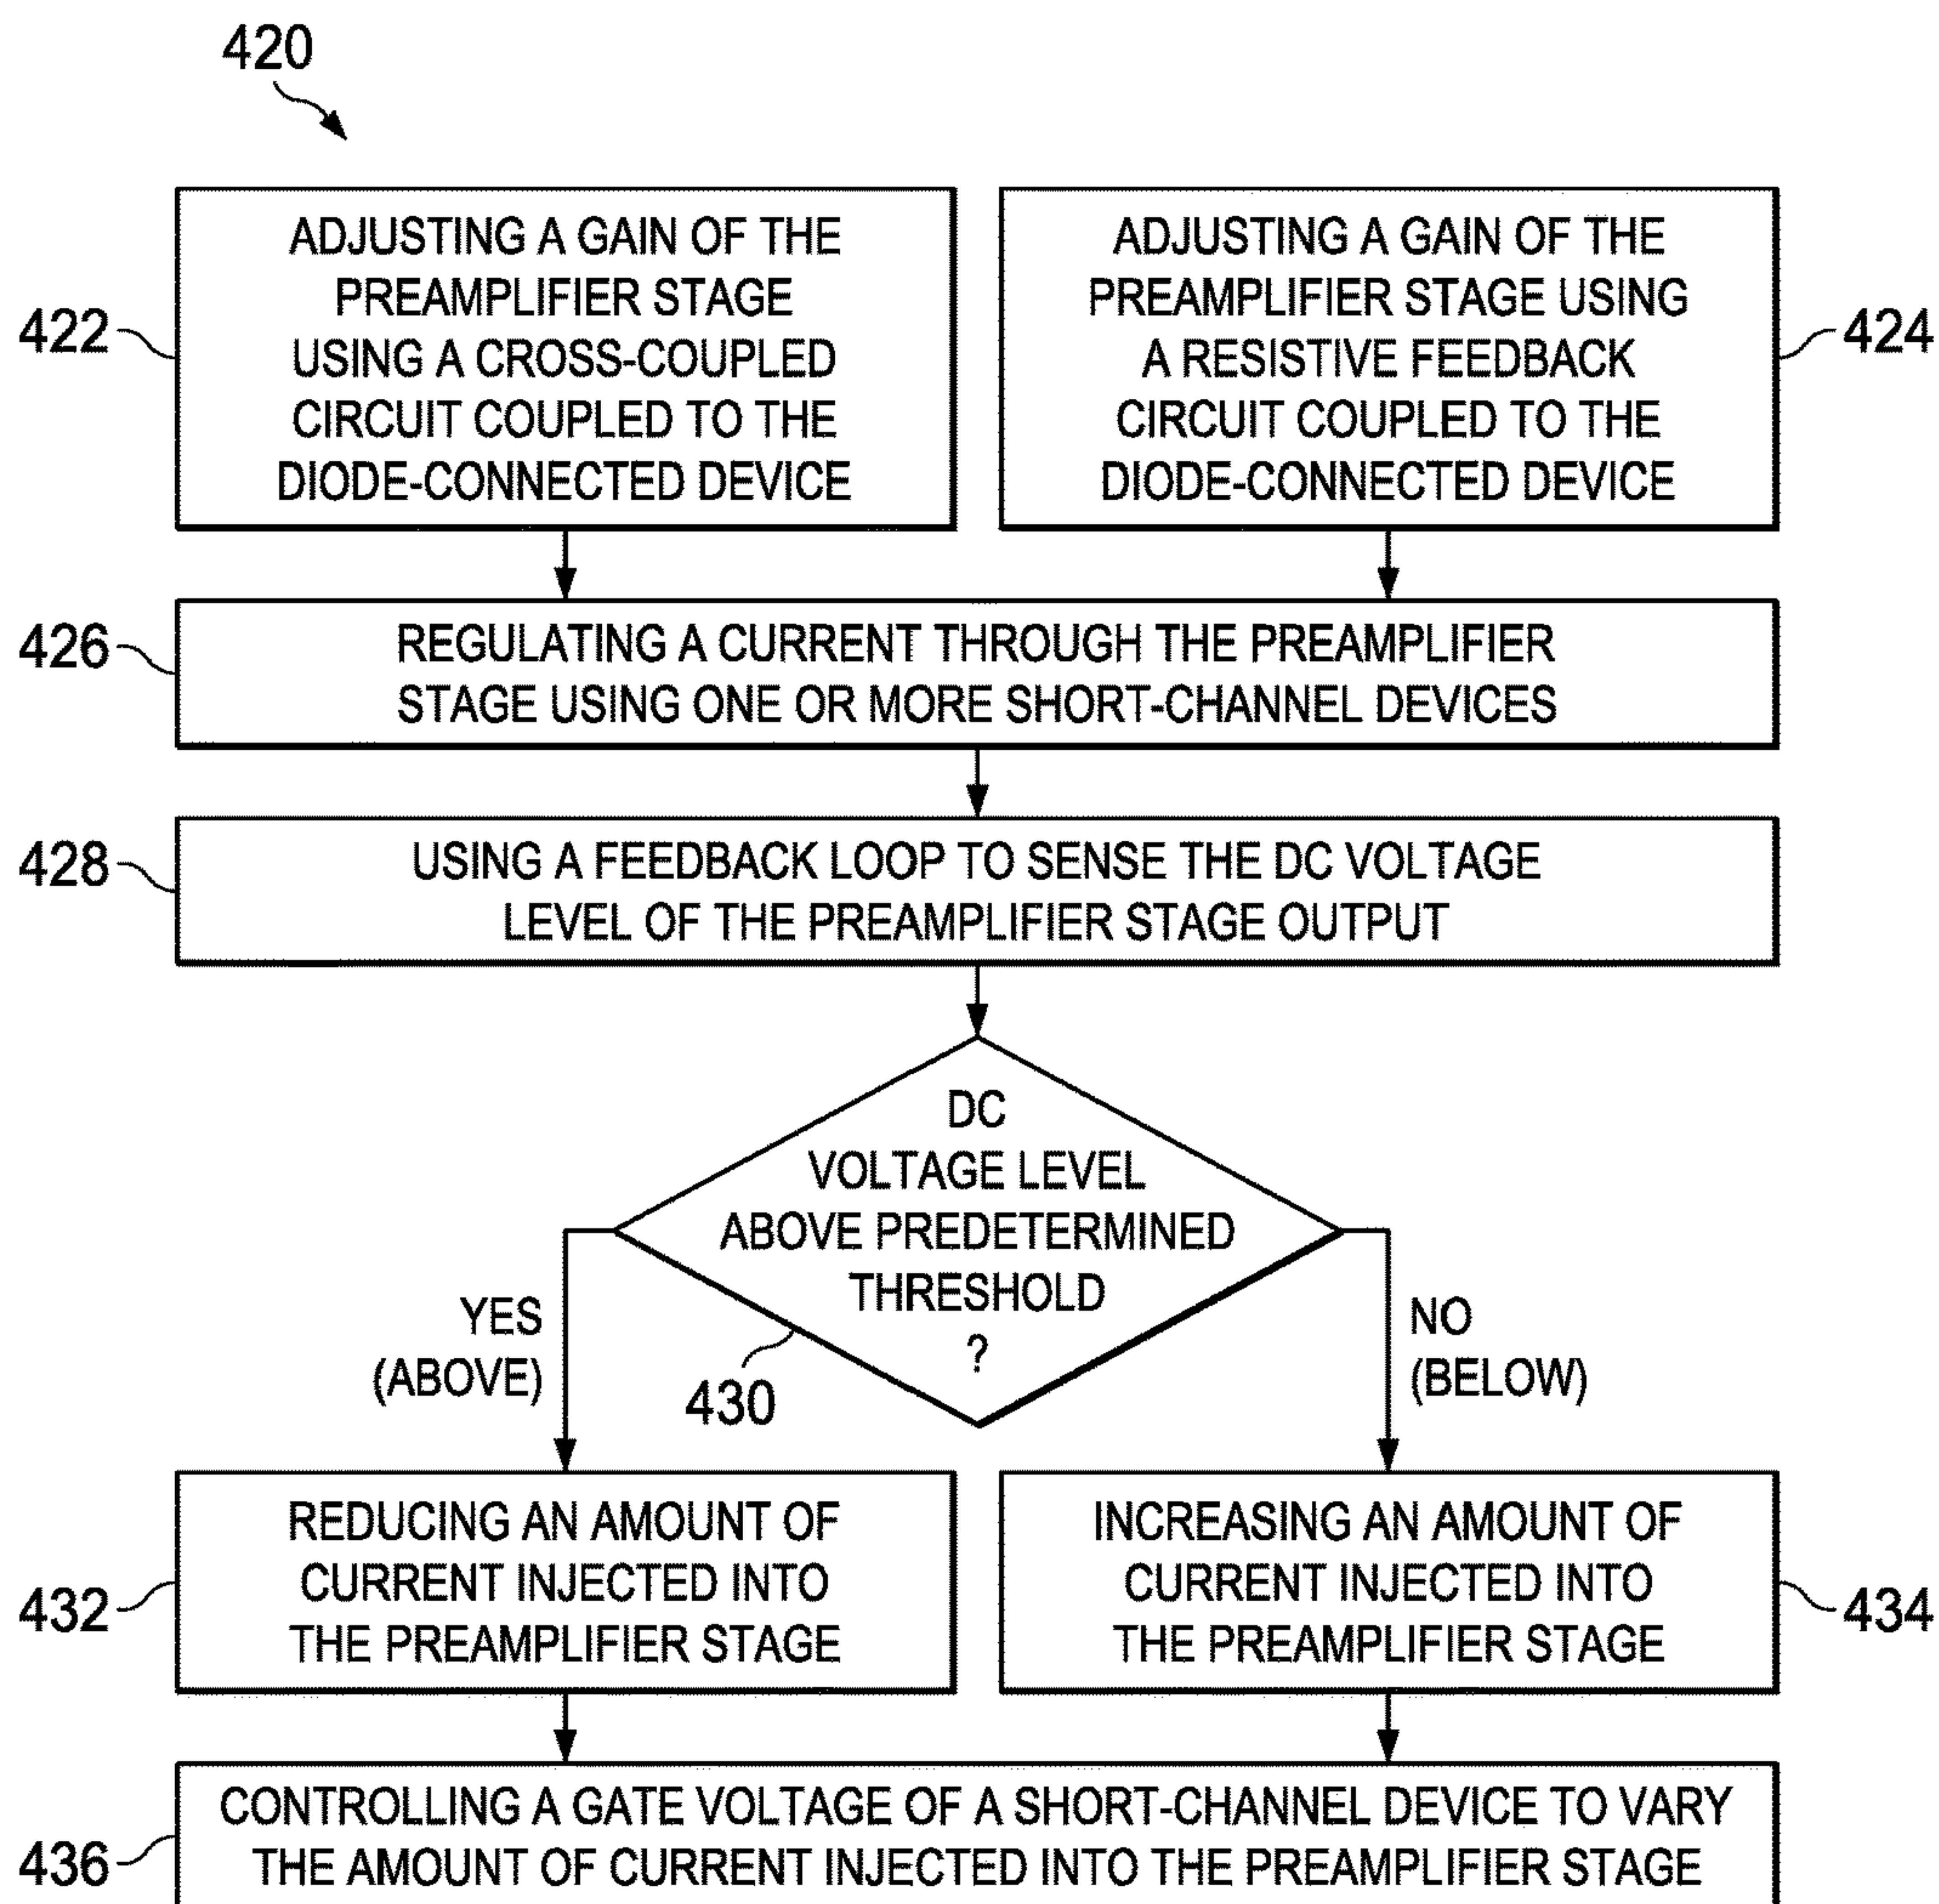 420
422
ADJUSTING A GAIN OF THE
PREAMPLIFIER STAGE
USING A CROSS-COUPLED
CIRCUIT COUPLED TO THE
DIODE-CONNECTED DEVICE
ADJUSTING A GAIN OF THE
PREAMPLIFIER STAGE USING
A RESISTIVE FEEDBACK
CIRCUIT COUPLED TO THE
DIODE-CONNECTED DEVICE
424
426
REGULATING A CURRENT THROUGH THE PREAMPLIFIER
STAGE USING ONE OR MORE SHORT-CHANNEL DEVICES
428
USING A FEEDBACK LOOP TO SENSE THE DC VOLTAGE
LEVEL OF THE PREAMPLIFIER STAGE OUTPUT
DC
VOLTAGE LEVEL
ABOVE PREDETERMINED
THRESHOLD
?
430
YES
(ABOVE)
NO
(BELOW)
432
REDUCING AN AMOUNT OF
CURRENT INJECTED INTO
THE PREAMPLIFIER STAGE
INCREASING AN AMOUNT OF
CURRENT INJECTED INTO
THE PREAMPLIFIER STAGE
434
436
CONTROLLING A GATE VOLTAGE OF A SHORT-CHANNEL DEVICE TO VARY
THE AMOUNT OF CURRENT INJECTED INTO THE PREAMPLIFIER STAGE